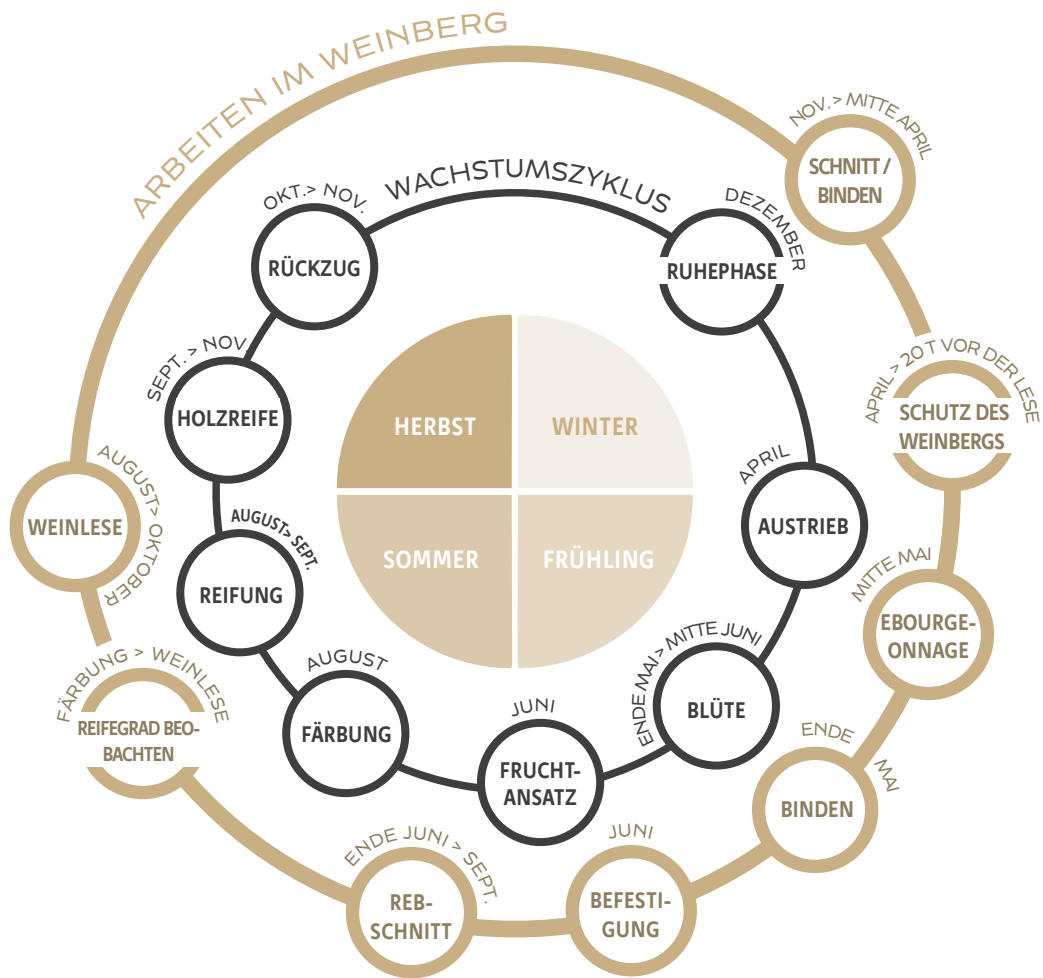 ARBEITEN IM WEINBERG
NOV. > MITTE APRIL
SCHNITT /
BINDEN
APRIL > 20 T VOR DER LESE
SCHUTZ DES
WEINBERGS
MITTE MAI
EBOURGE-
ONNAGE
ENDE MAI
BINDEN
JUNI
BEFESTI-
GUNG
ENDE JUNI > SEPT.
REB-
SCHNITT
FÄRBUNG > WEINLESE
REIFEGRAD BEO-
BACHTEN
AUGUST> OKTOBER
WEINLESE
WACHSTUMSZYKLUS
DEZEMBER
RUHEPHASE
APRIL
AUSTRIEB
ENDE MAI > MITTE JUNI
BLÜTE
JUNI
FRUCHT-
ANSATZ
AUGUST
FÄRBUNG
AUGUST> SEPT.
REIFUNG
SEPT. > NOV.
HOLZREIFE
OKT.> NOV.
RÜCKZUG
HERBST
WINTER
SOMMER
FRÜHLING